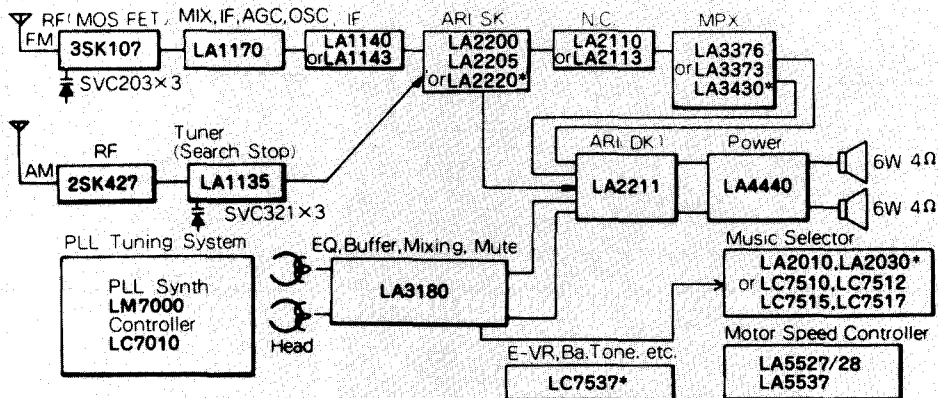 RF(MOS FET) MIX, IF, AGC, OSC IF ARI SK N.C MPX
FM
3SK107
LA1170
LA1140
or LA1143
LA2200
LA2205
or LA2220*
LA2110
or LA2113
LA3376
or LA3373
LA3430*
SVC203×3
RF
Tuner
(Search Stop)
ARI(DK)
Power
AM
2SK427
LA1135
LA2211
LA4440
6W 4Ω
6W 4Ω
SVC321×3
PLL Tuning System
PLL Synth
LM7000
Controller
LC7010
EQ, Buffer, Mixing, Mute
LA3180
Head
Music Selector
LA2010, LA2030*
or LC7510, LC7512
LC7515, LC7517
E-VR, Ba. Tone. etc.
LC7537*
Motor Speed Controller
LA5527/28
LA5537